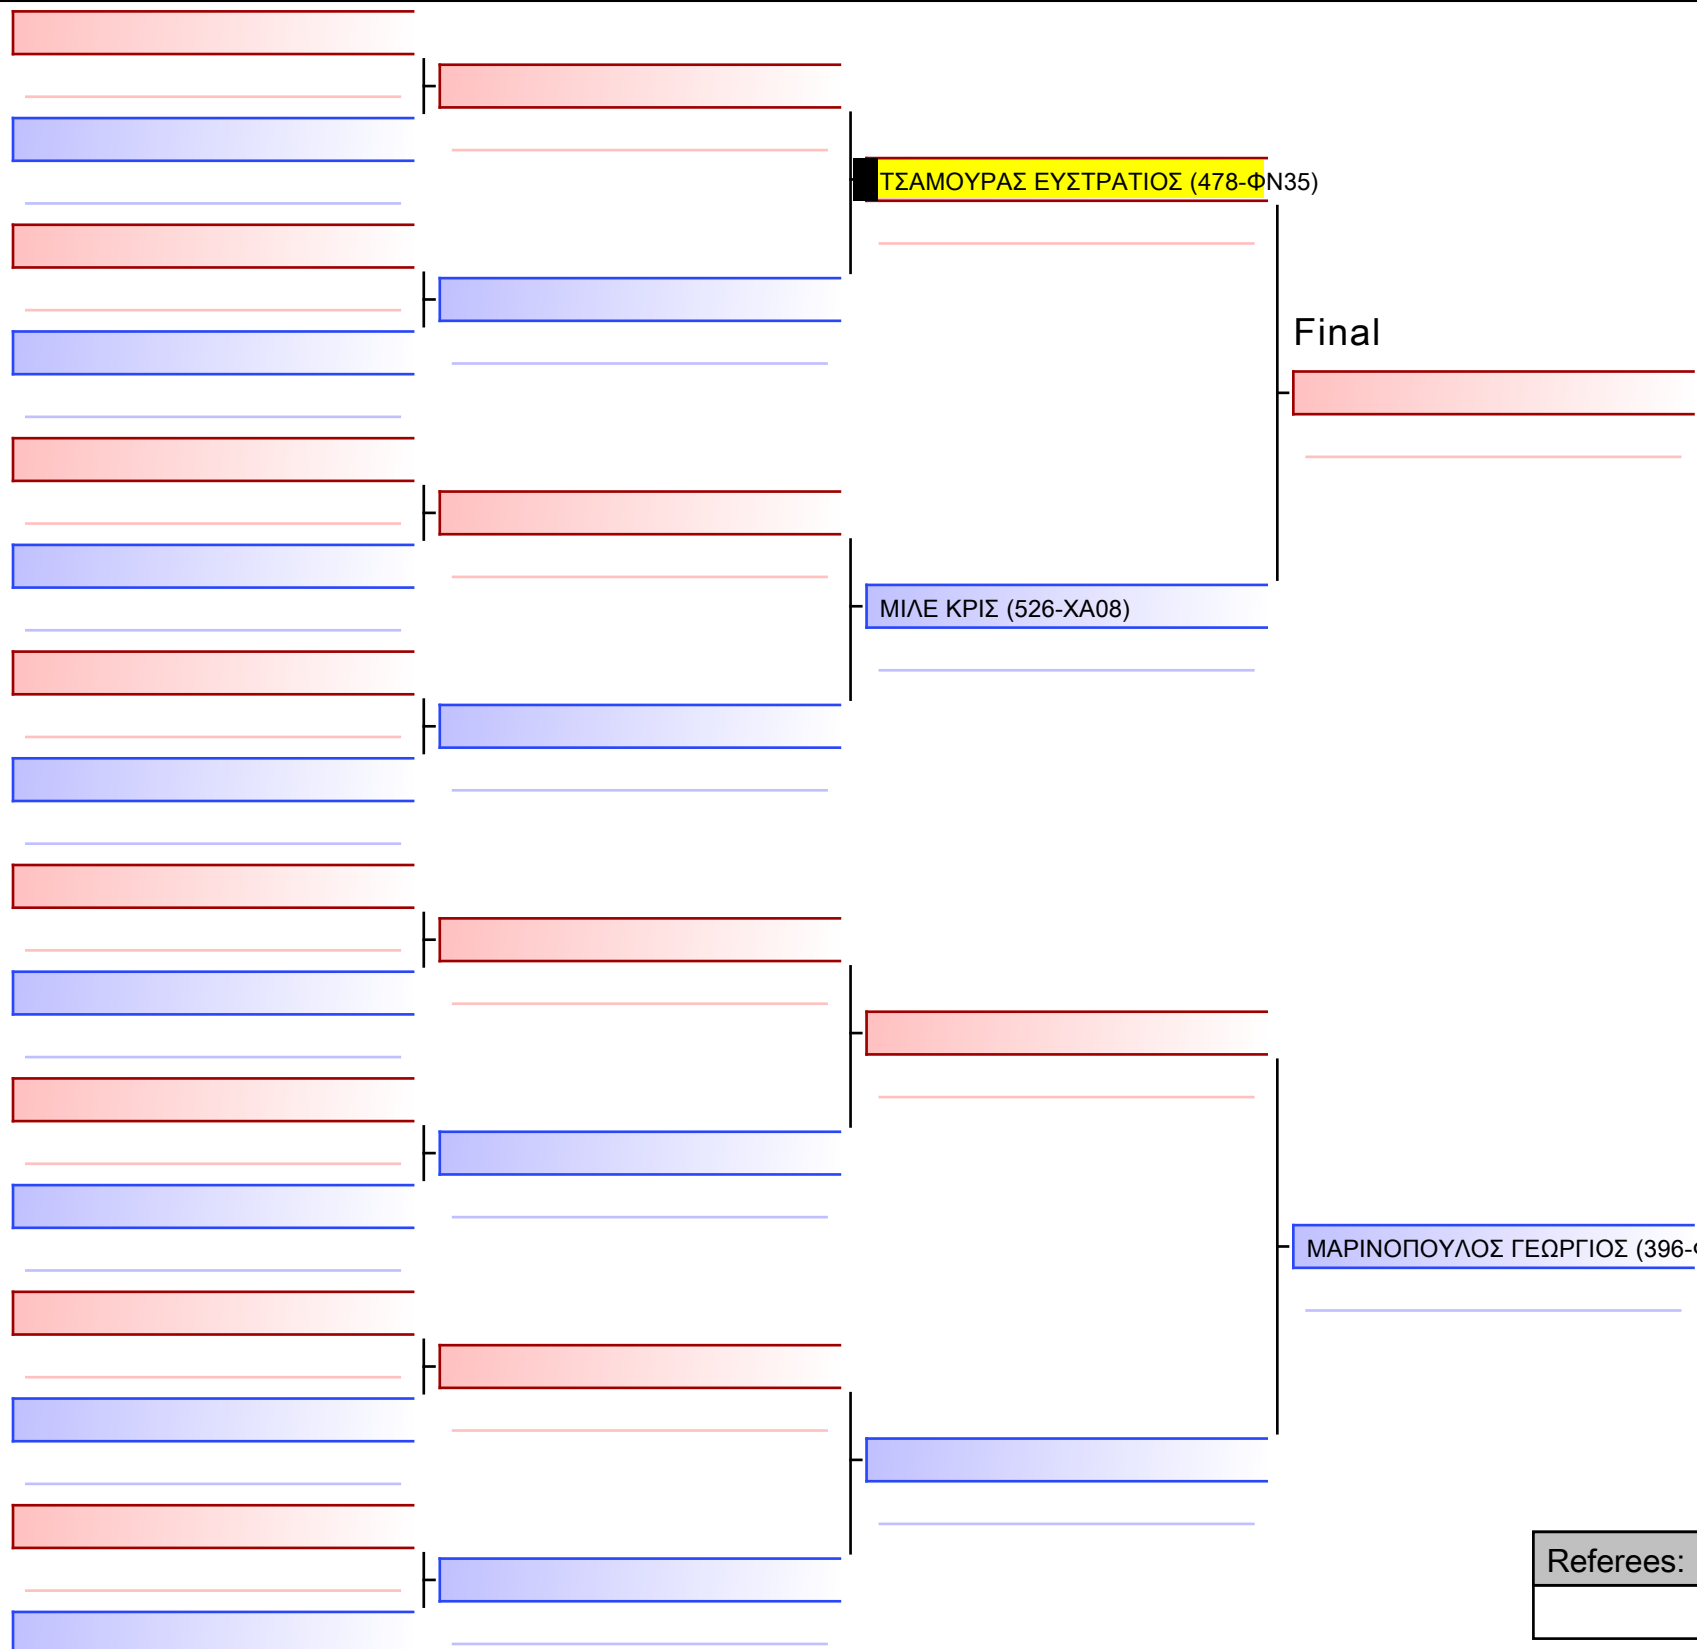 ΤΣΑΜΟΥΡΑΣ ΕΥΣΤΡΑΤΙΟΣ (478-ΦΝ35)
Final
ΜΙΛΕ ΚΡΙΣ (526-ΧΑ08)
ΜΑΡΙΝΟΠΟΥΛΟΣ ΓΕΩΡΓΙΟΣ (396-
Referees: